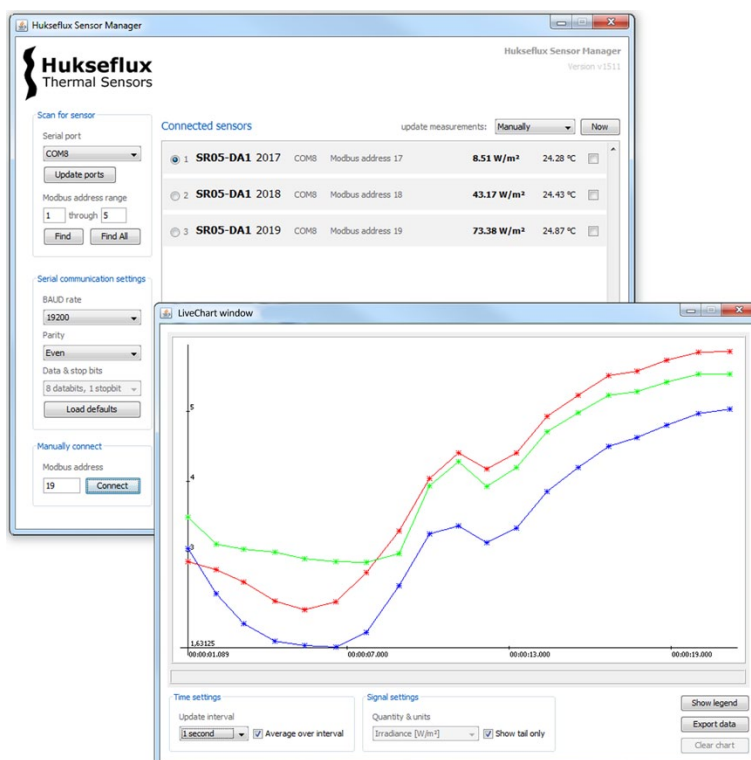 Hukseflux Sensor Manager
Hukseflux
Thermal Sensors
Hukseflux Sensor Manager
Version v1511
Scan for sensor
Serial port
COM8
Update ports
Modbus address range
1 through 5
Find Find All
Connected sensors update measurements: Manually Now
1 SR05-DA1 2017 COM8 Modbus address 17 8.51 W/m² 24.28 ºC
2 SR05-DA1 2018 COM8 Modbus address 18 43.17 W/m² 24.43 ºC
3 SR05-DA1 2019 COM8 Modbus address 19 73.38 W/m² 24.87 ºC
Serial communication settings
BAUD rate
19200
Parity
Even
Data & stop bits
8 databits, 1 stopbit
Load defaults
Manually connect
Modbus address
19 Connect
LiveChart window
5
4
3
1,63125
00:00:01.089 00:00:07.000 00:00:13.000 00:00:19.000
Time settings
Update interval
1 second Average over interval
Signal settings
Quantity & units
Irradiance [W/m²] Show tail only
Show legend
Export data
Clear chart